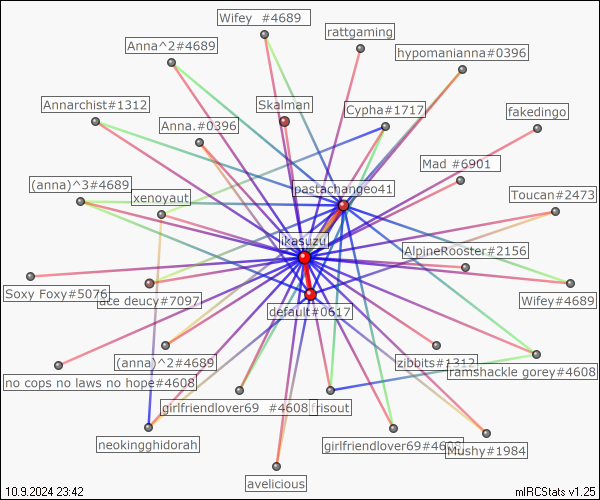 Wifey  #4689
rattgaming
Anna^2#4689
hypomanianna#0396
Annarchist#1312
Skalman
Cypha#1717
fakedingo
Anna.#0396
Mad #6901
(anna)^3#4689
xenoyaut
pastachangeo41
Toucan#2473
ikasuzu
AlpineRooster#2156
Soxy Foxy#5076
ace deucy#7097
Wifey#4689
default#0617
(anna)^2#4689
zibbits#1312
ramshackle gorey#4608
no cops no laws no hope#4608
girlfriendlover69  #4608
frisout
neokingghidorah
girlfriendlover69#4608
Mushy#1984
avelicious
10.9.2024 23:42
mIRCStats v1.25